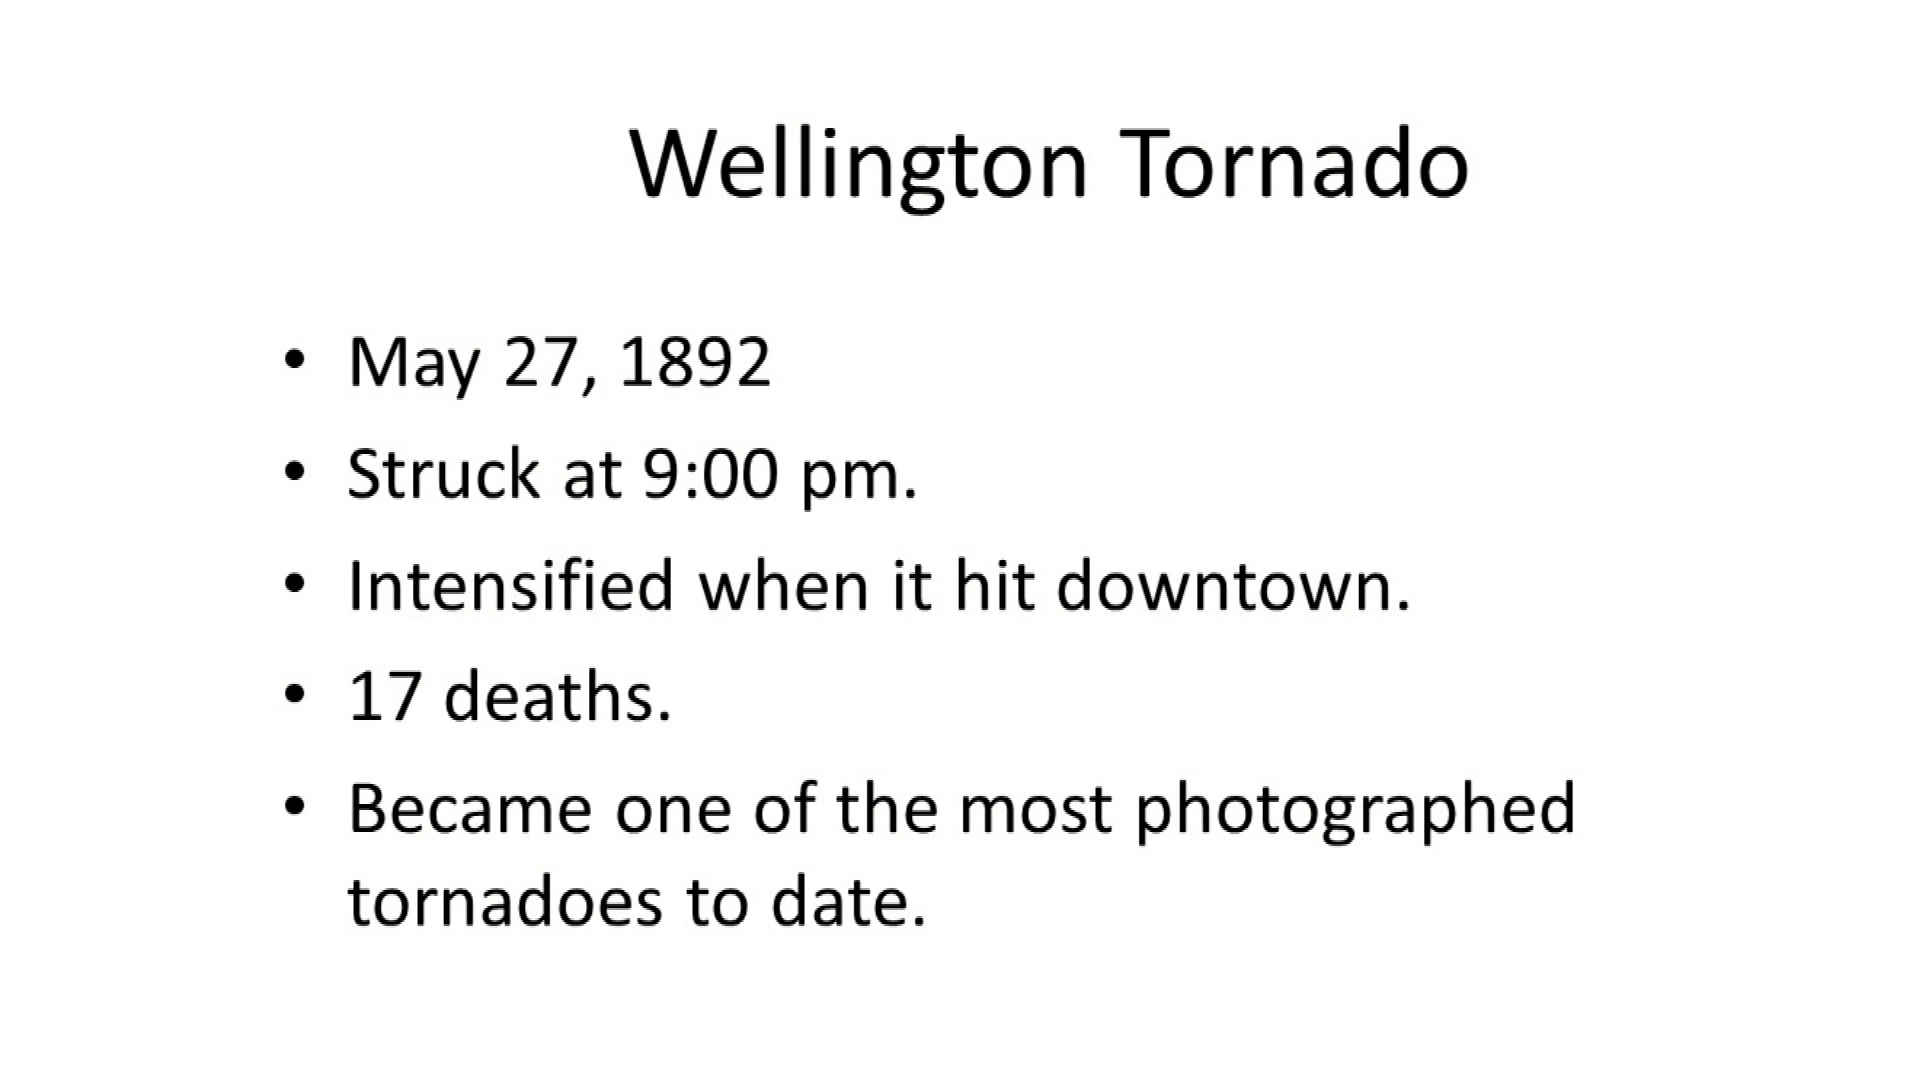 Wellington Tornado
• May 27, 1892
• Struck at 9:00 pm.
• Intensified when it hit downtown.
• 17 deaths.
• Became one of the most photographed
tornadoes to date.